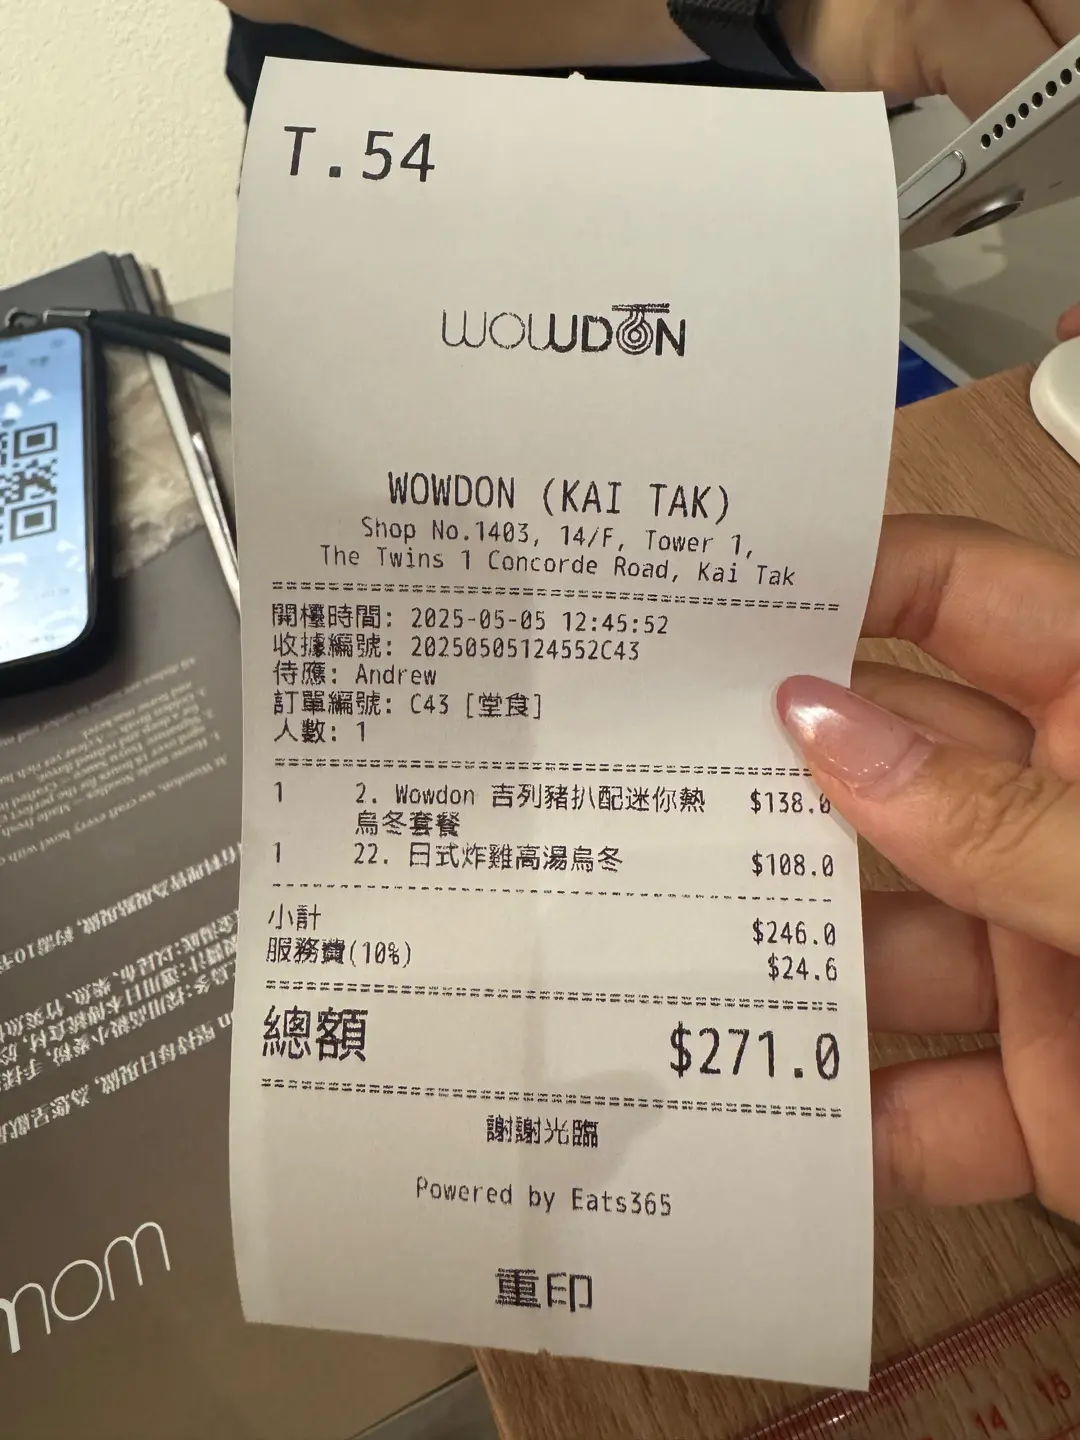 T.54
WOWDON
WOWDON (KAI TAK)
Shop No.1403, 14/F, Tower 1,
The Twins 1 Concorde Road, Kai Tak
開檯時間: 2025-05-05 12:45:52
收據編號: 20250505124552C43
侍應: Andrew
訂單編號: C43 [堂食]
人數: 1
1 2. Wowdon 吉列豬扒配迷你熱 $138.0
烏冬套餐
1 22. 日式炸雞高湯烏冬 $108.0
小計 $246.0
服務費(10%) $24.6
總額 $271.0
謝謝光臨
Powered by Eats365
重印
mom
14